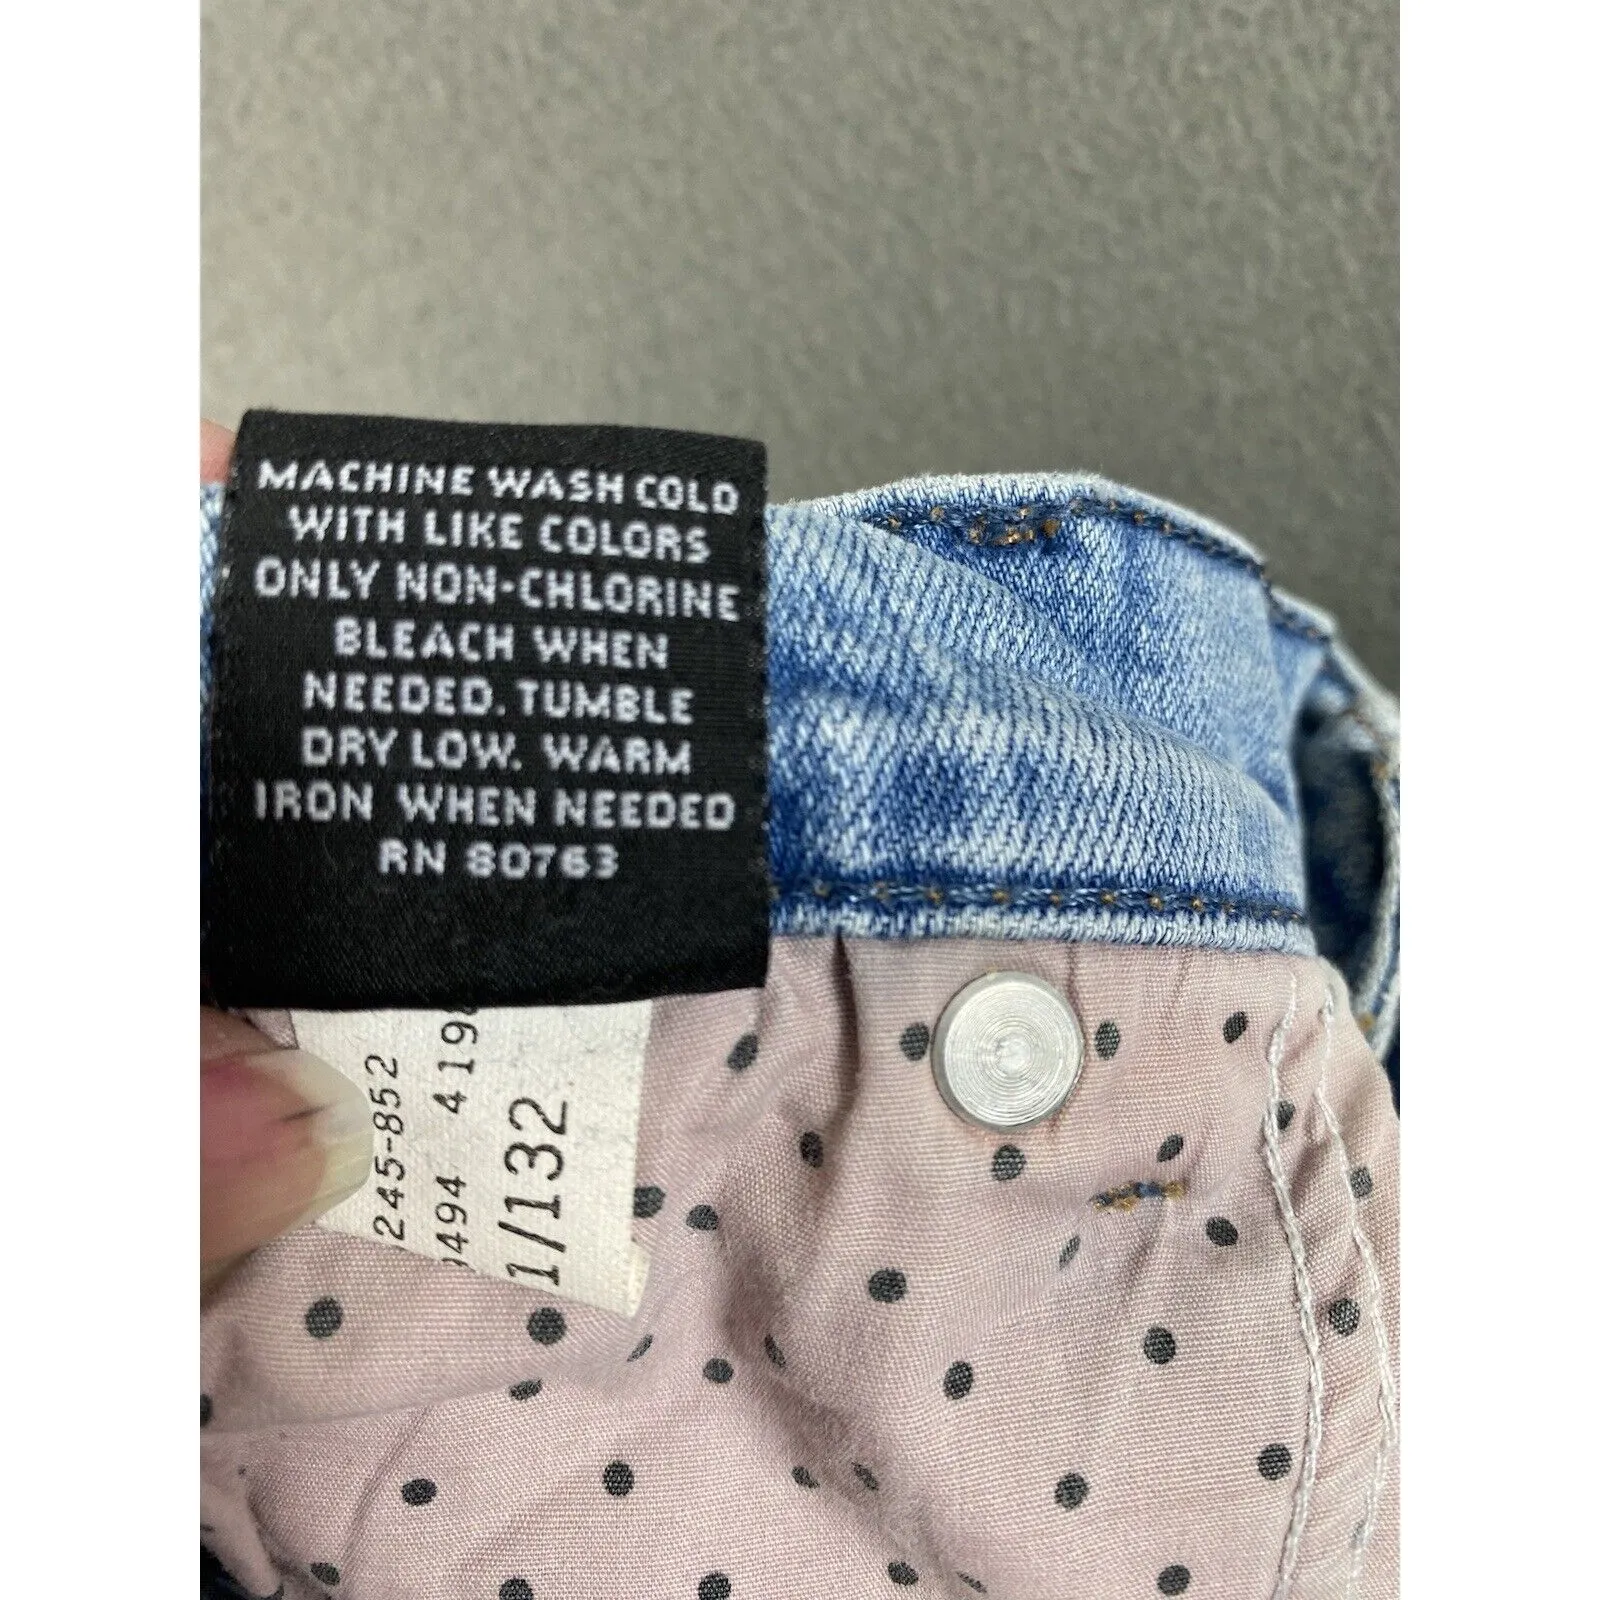 MACHINE WASH COLD
WITH LIKE COLORS
ONLY NON-CHLORINE
BLEACH WHEN
NEEDED. TUMBLE
DRY LOW. WARM
IRON WHEN NEEDED
RN 80763
245-852
494 419
1/132